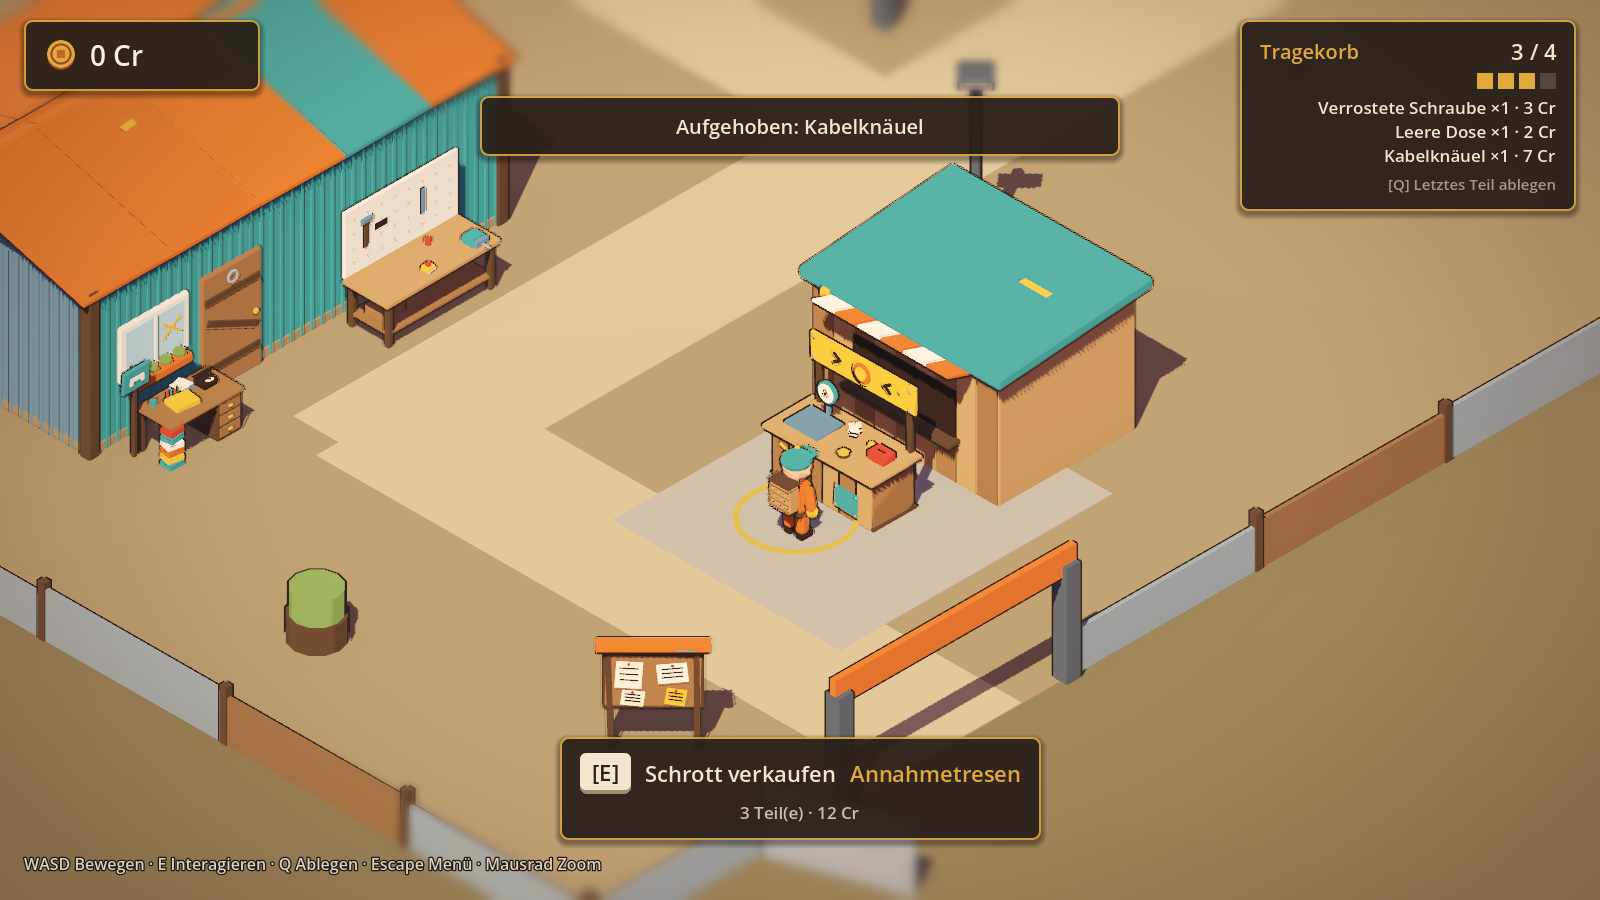 0 Cr
Aufgehoben: Kabelknäuel
Tragekorb 3 / 4
Verrostete Schraube ×1 · 3 Cr
Leere Dose ×1 · 2 Cr
Kabelknäuel ×1 · 7 Cr
[Q] Letztes Teil ablegen
[E] Schrott verkaufen Annahmetresen
3 Teil(e) · 12 Cr
WASD Bewegen · E Interagieren · Q Ablegen · Escape Menü · Mausrad Zoom